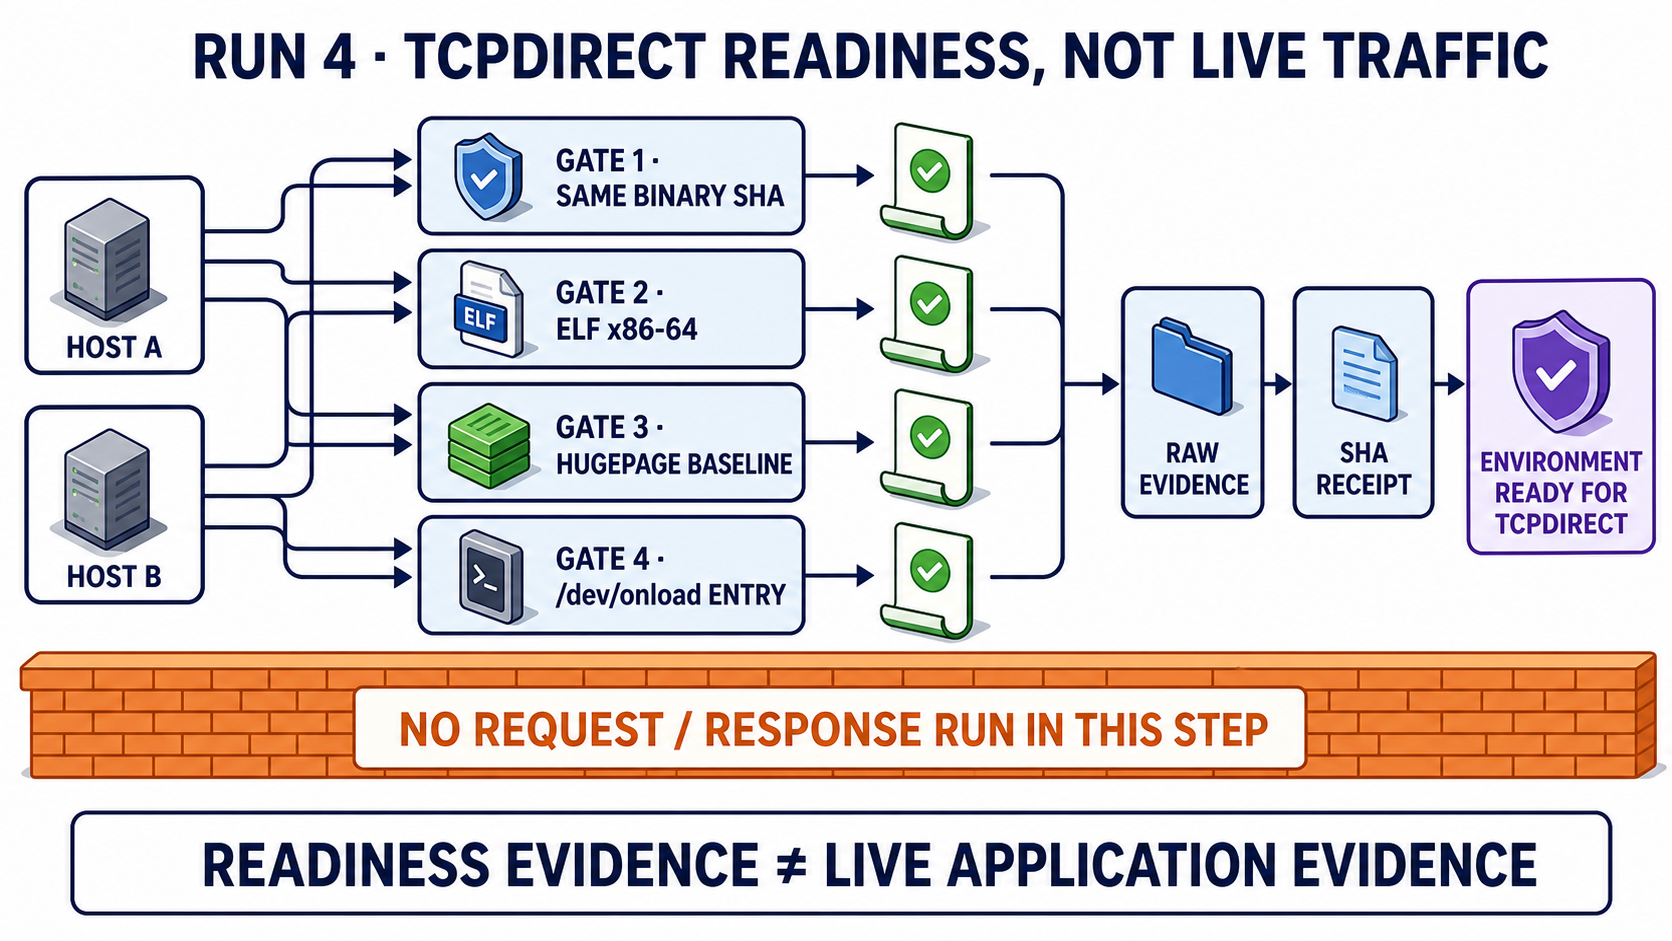 RUN 4 · TCPDIRECT READINESS, NOT LIVE TRAFFIC
HOST A
HOST B
GATE 1 ·
SAME BINARY SHA
ELF
GATE 2 ·
ELF x86-64
GATE 3 ·
HUGEPAGE BASELINE
>_
GATE 4 ·
/dev/onload ENTRY
RAW
EVIDENCE
SHA
RECEIPT
ENVIRONMENT
READY FOR
TCPDIRECT
NO REQUEST / RESPONSE RUN IN THIS STEP
READINESS EVIDENCE ≠ LIVE APPLICATION EVIDENCE